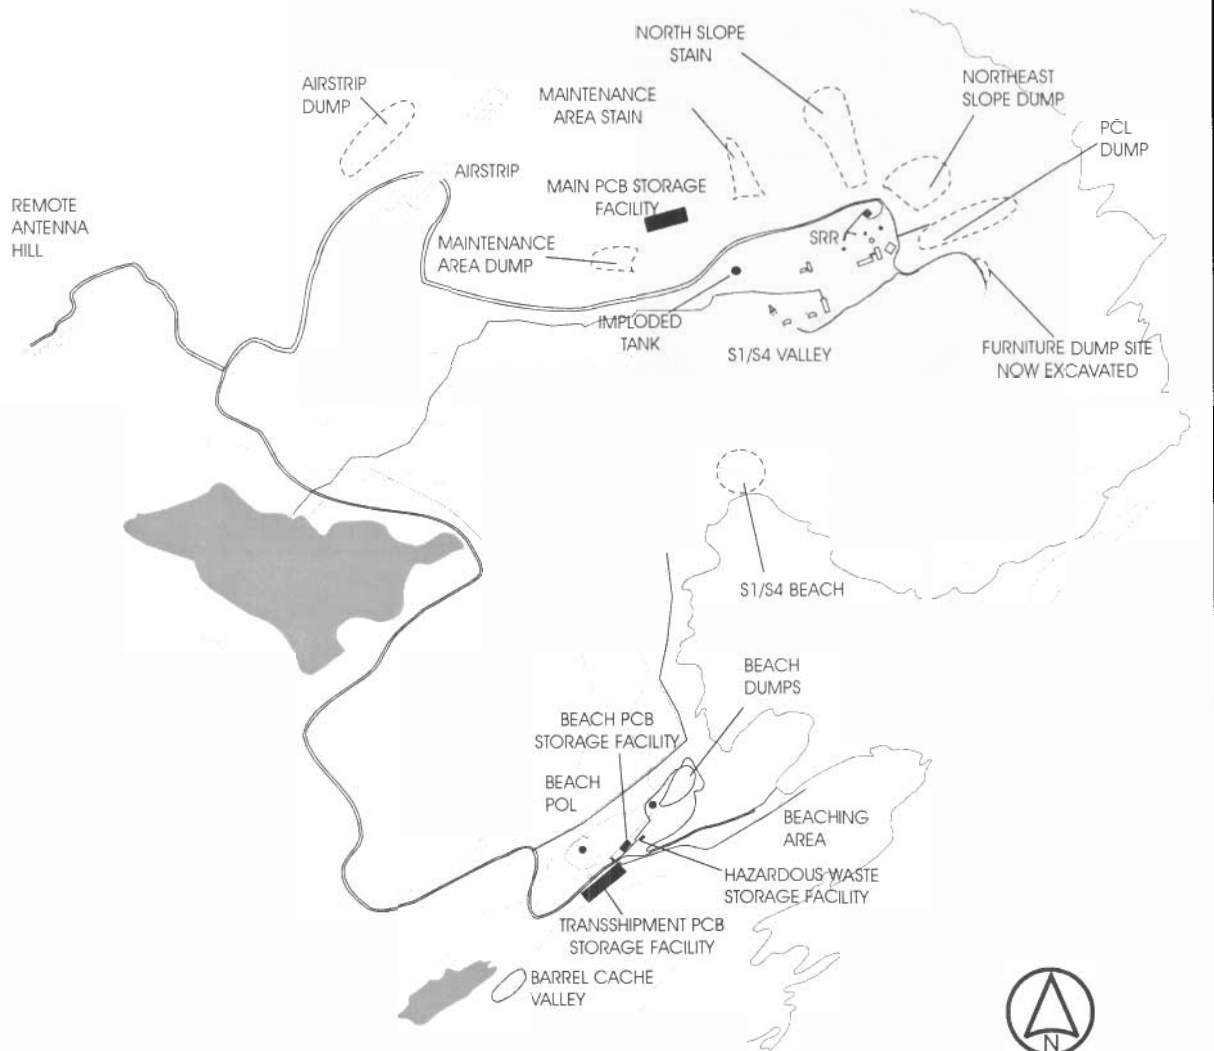 NORTH SLOPE
STAIN
AIRSTRIP
DUMP
MAINTENANCE
AREA STAIN
NORTHEAST
SLOPE DUMP
PCL
DUMP
AIRSTRIP
MAIN PCB STORAGE
FACILITY
REMOTE
ANTENNA
HILL
MAINTENANCE
AREA DUMP
SRR
IMPLODED
TANK
S1/S4 VALLEY
FURNITURE DUMP SITE
NOW EXCAVATED
S1/S4 BEACH
BEACH
DUMPS
BEACH PCB
STORAGE FACILITY
BEACH
POL
BEACHING
AREA
HAZARDOUS WASTE
STORAGE FACILITY
TRANSSHIPMENT PCB
STORAGE FACILITY
BARREL CACHE
VALLEY
N